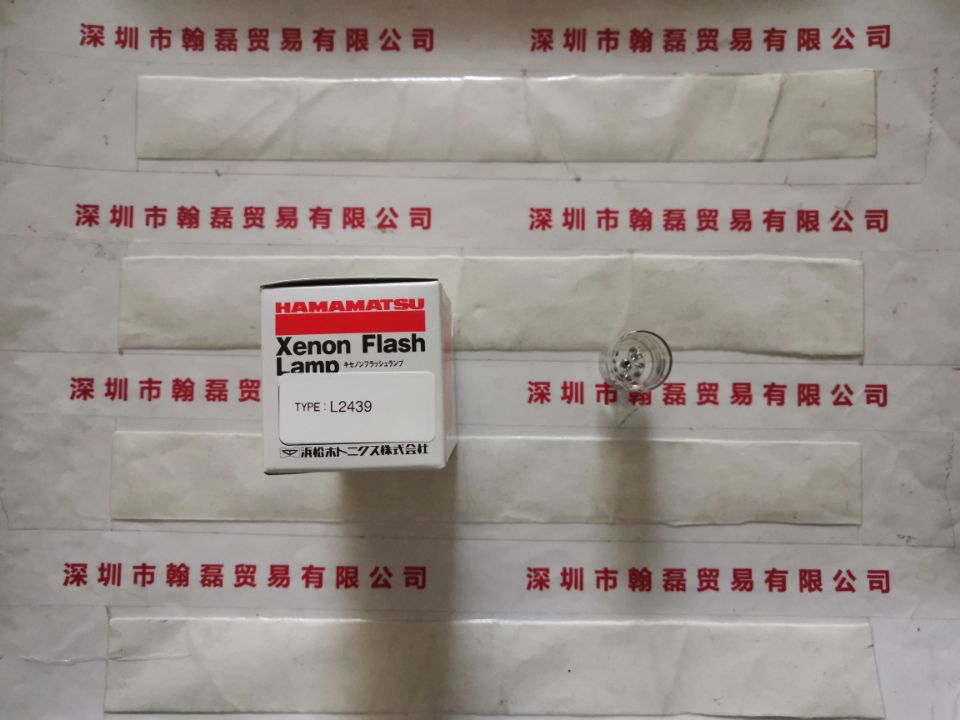 深圳市翰磊贸易有限公司 深圳市翰磊贸易有限公司
深圳市翰磊贸易有限公司 深圳市翰磊贸易有限公司
HAMAMATSU
Xenon Flash
Lamp キセノンフラッシュランプ
深圳市翰 深圳市翰磊贸易有限公司
TYPE : L2439
浜松ホトニクス株式会社
深圳市翰磊贸易有限公司 深圳市翰磊贸易有限公司